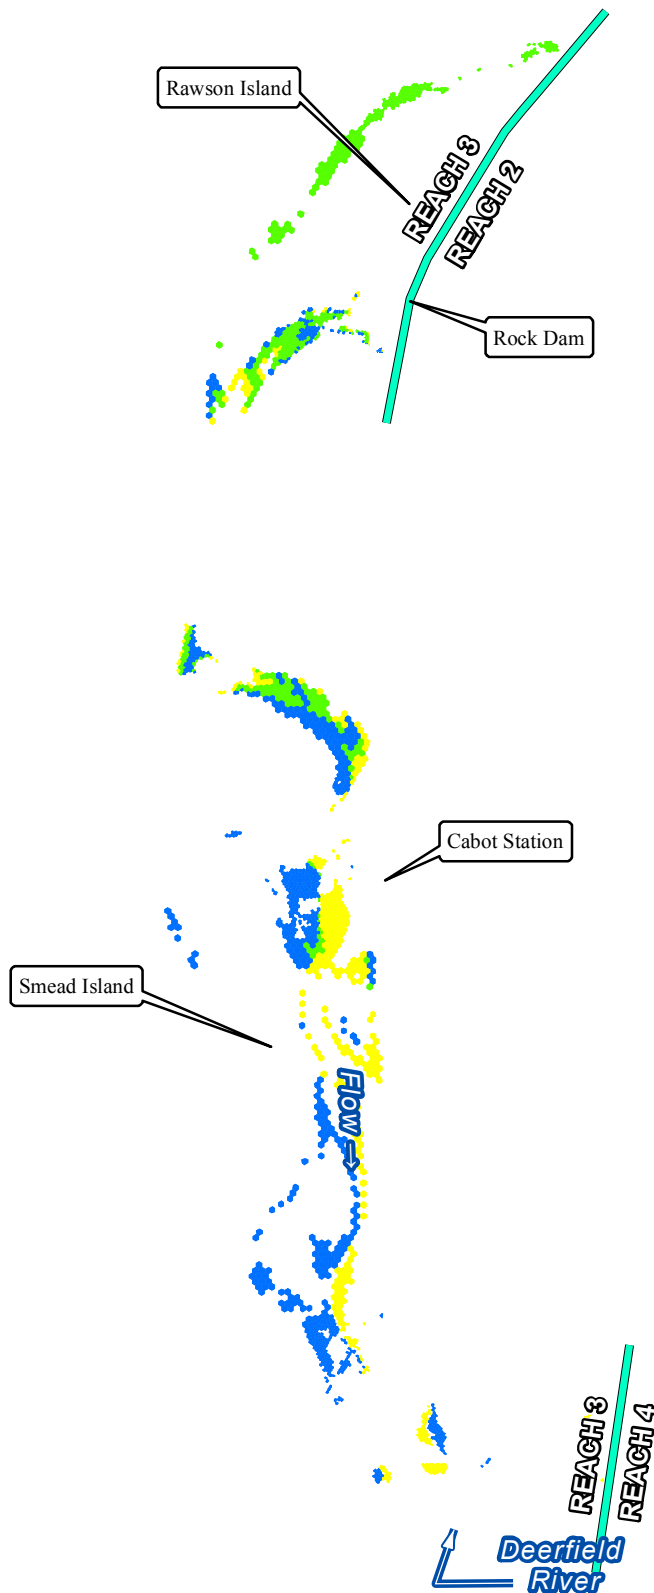 Rawson Island
REACH 3
REACH 2
Rock Dam
Cabot Station
Smead Island
Flow
REACH 3
REACH 4
Deerfield
River